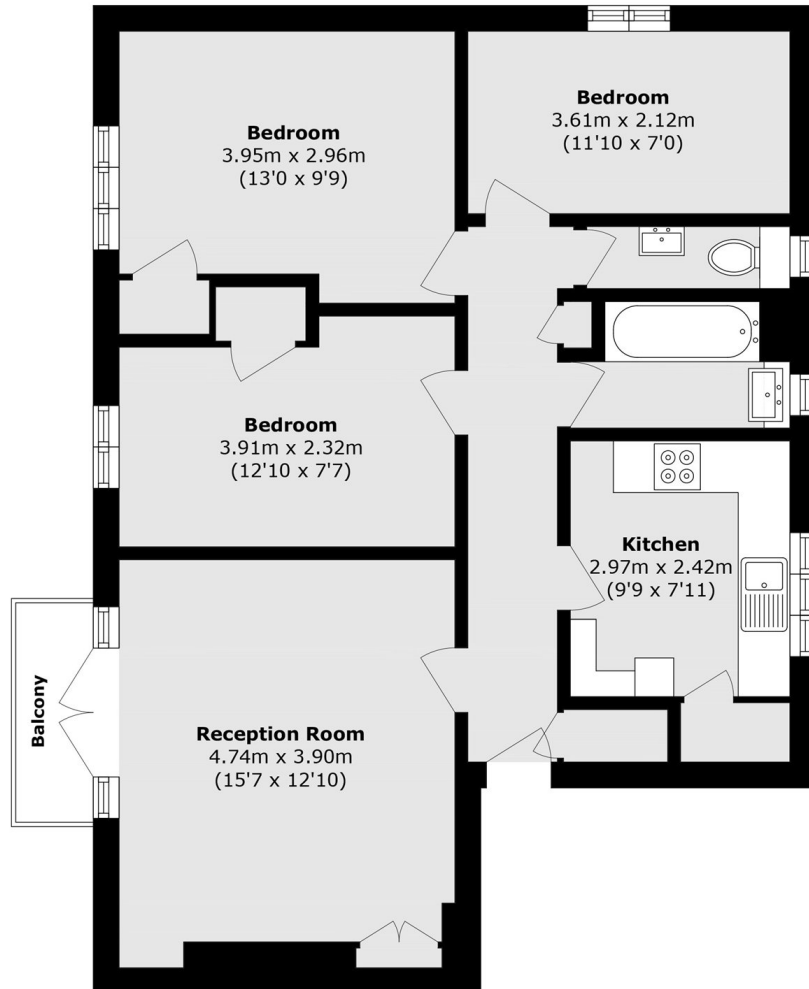 Bedroom
3.95m x 2.96m
(13'0 x 9'9)
Bedroom
3.61m x 2.12m
(11'10 x 7'0)
Bedroom
3.91m x 2.32m
(12'10 x 7'7)
Kitchen
2.97m x 2.42m
(9'9 x 7'11)
Balcony
Reception Room
4.74m x 3.90m
(15'7 x 12'10)